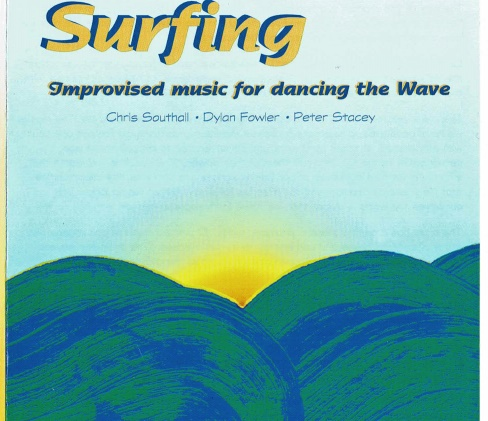 Surfing
Improvised music for dancing the Wave
Chris Southall • Dylan Fowler • Peter Stacey